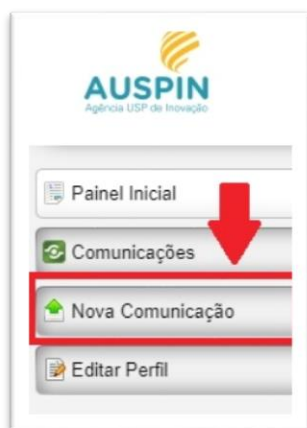 AUSPIN
Agência USP de Inovação
Painel Inicial
Comunicações
Nova Comunicação
Editar Perfil